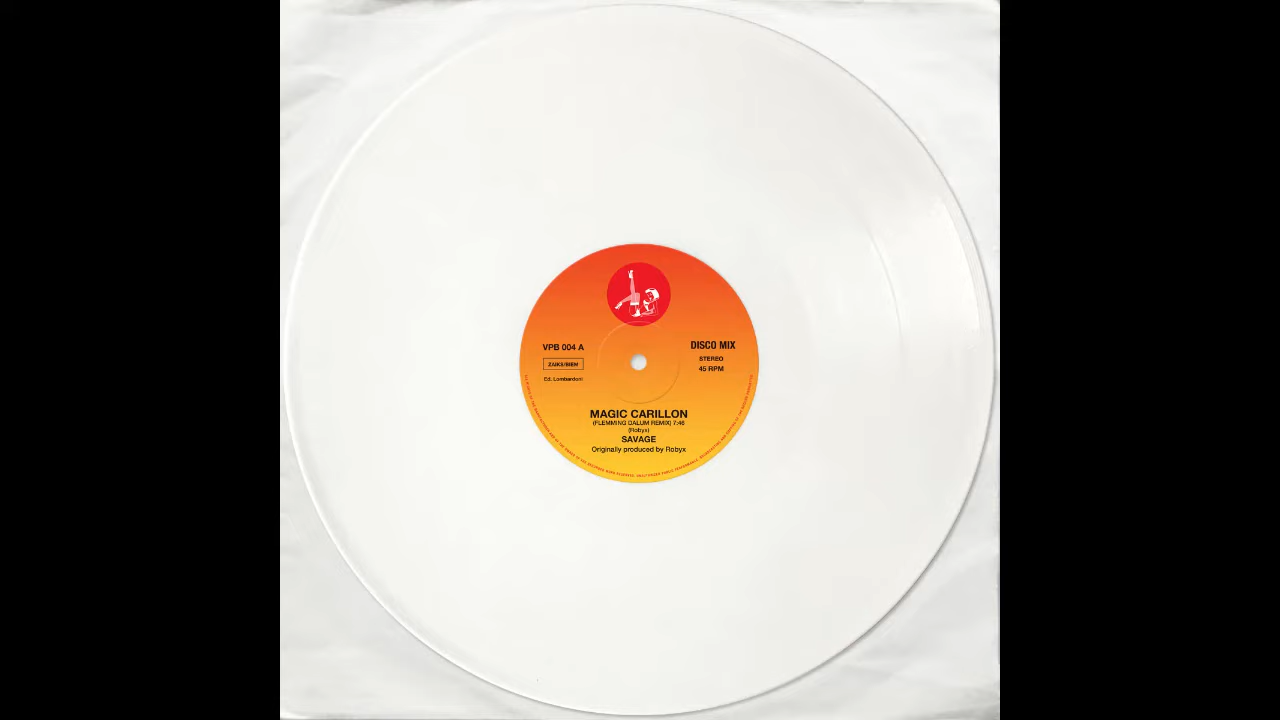 VPB 004 A
ZAIKS/BIEM
Ed. Lombardoni
DISCO MIX
STEREO
45 RPM
MAGIC CARILLON
(FLEMMING DALUM REMIX) 7:46
(Robyx)
SAVAGE
Originally produced by Robyx